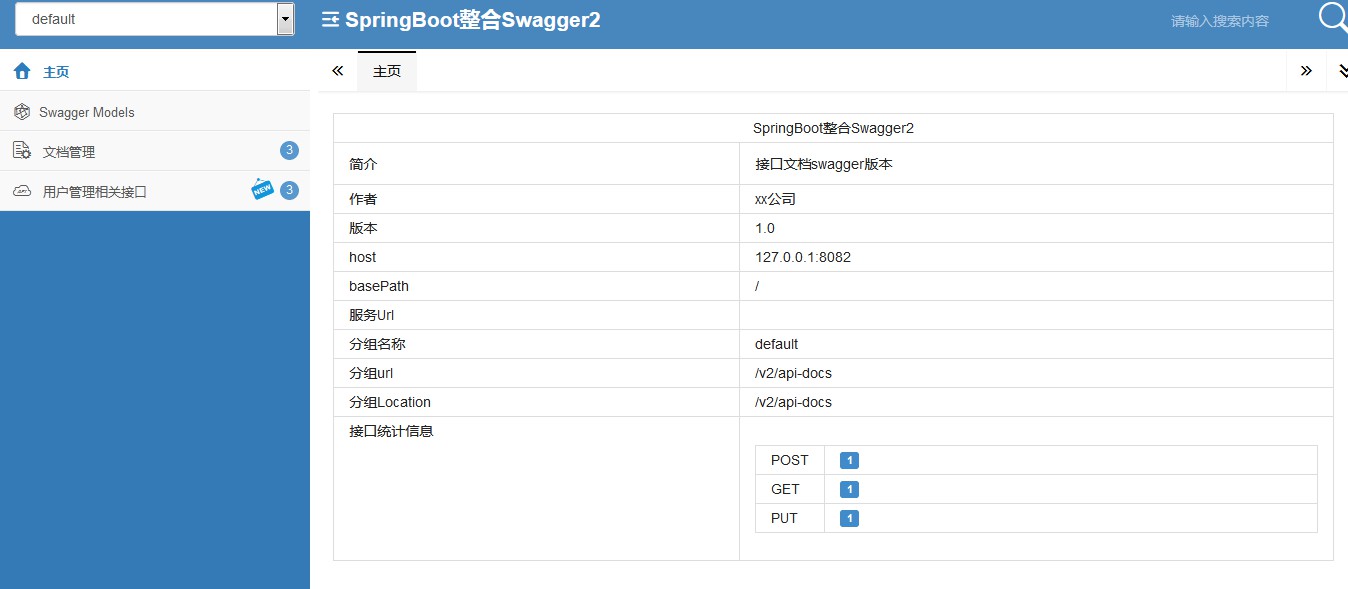 default
SpringBoot整合Swagger2
请输入搜索内容
主页
Swagger Models
文档管理 3
用户管理相关接口 NEW 3
主页
SpringBoot整合Swagger2
简介 接口文档swagger版本
作者 xx公司
版本 1.0
host 127.0.0.1:8082
basePath /
服务Url
分组名称 default
分组url /v2/api-docs
分组Location /v2/api-docs
接口统计信息
POST 1
GET 1
PUT 1